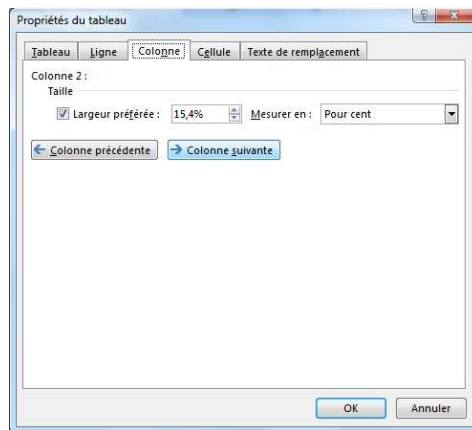 Propriétés du tableau
Tableau Ligne Colonne Cellule Texte de remplacement
Colonne 2 :
Taille
Largeur préférée : 15,4% Mesurer en : Pour cent
Colonne précédente Colonne suivante
OK Annuler